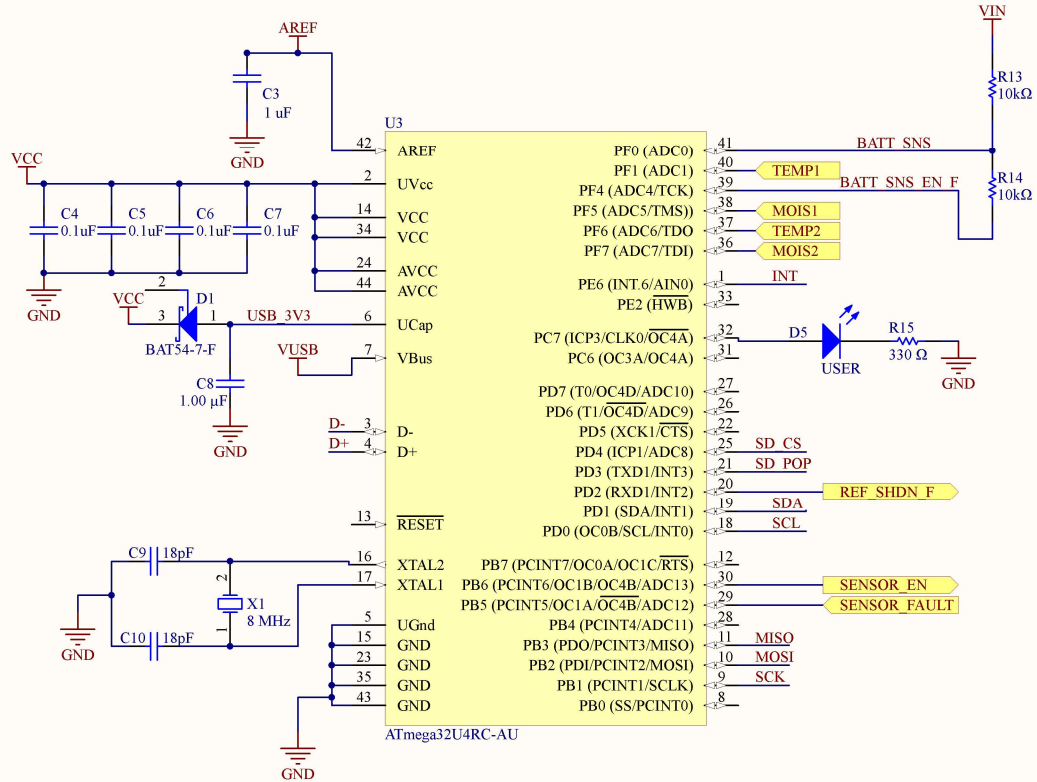 VIN
AREF
R13
10kΩ
C3
1 uF
GND
U3
42 AREF
PF0 (ADC0) 41 BATT_SNS
VCC
PF1 (ADC1) 40 TEMP1
2 UVcc
PF4 (ADC4/TCK) 39 BATT_SNS_EN_F
R14
10kΩ
14 VCC
PF5 (ADC5/TMS)) 38 MOIS1
34 VCC
PF6 (ADC6/TDO 37 TEMP2
PF7 (ADC7/TDI) 36 MOIS2
C4
0.1uF
C5
0.1uF
C6
0.1uF
C7
0.1uF
24 AVCC
44 AVCC
PE6 (INT.6/AIN0) 1 INT
PE2 (HWB) 33
GND
VCC
2
D1
3
1
BAT54-7-F
USB_3V3
6 UCap
PC7 (ICP3/CLK0/OC4A) 32
D5
USER
R15
330 Ω
GND
VUSB
7 VBus
PC6 (OC3A/OC4A) 31
C8
1.00 µF
GND
PD7 (T0/OC4D/ADC10) 27
PD6 (T1/OC4D/ADC9) 26
D- 3 D-
PD5 (XCK1/CTS) 22
D+ 4 D+
PD4 (ICP1/ADC8) 25 SD_CS
PD3 (TXD1/INT3) 21 SD_POP
PD2 (RXD1/INT2) 20 REF_SHDN_F
PD1 (SDA/INT1) 19 SDA
13 RESET
PD0 (OC0B/SCL/INT0) 18 SCL
C9 18pF
16 XTAL2
PB7 (PCINT7/OC0A/OC1C/RTS) 12
17 XTAL1
PB6 (PCINT6/OC1B/OC4B/ADC13) 30 SENSOR_EN
2
X1
8 MHz
1
PB5 (PCINT5/OC1A/OC4B/ADC12) 29 SENSOR_FAULT
C10 18pF
GND
5 UGnd
PB4 (PCINT4/ADC11) 28
15 GND
PB3 (PDO/PCINT3/MISO) 11 MISO
23 GND
PB2 (PDI/PCINT2/MOSI) 10 MOSI
35 GND
PB1 (PCINT1/SCLK) 9 SCK
43 GND
PB0 (SS/PCINT0) 8
GND
ATmega32U4RC-AU